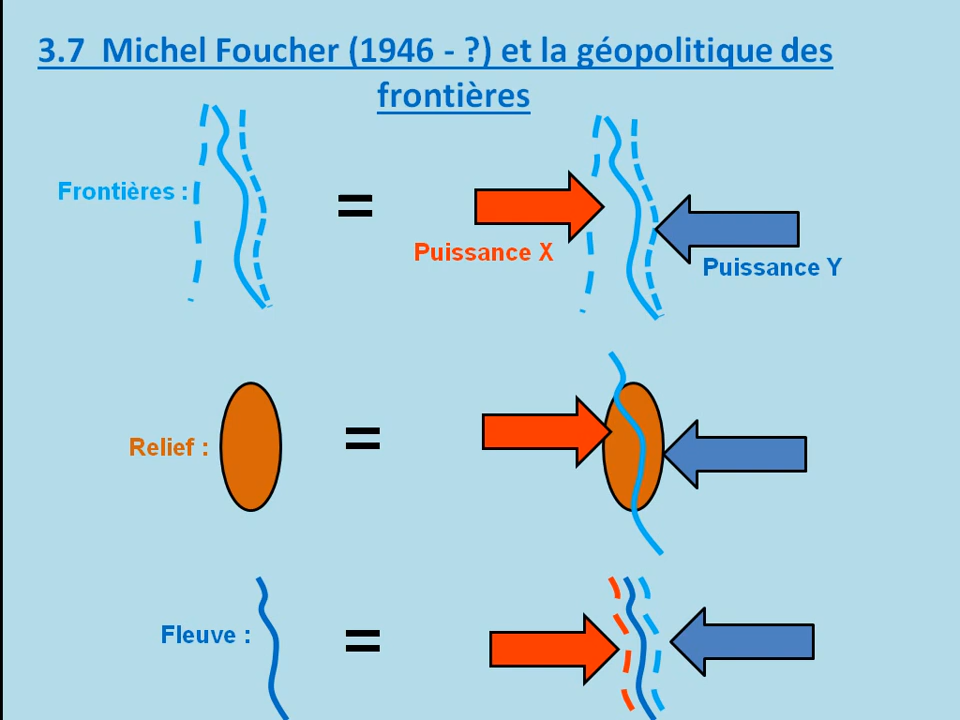 3.7 Michel Foucher (1946 - ?) et la géopolitique des
frontières
Frontières :
=
Puissance X
Puissance Y
Relief :
=
Fleuve :
=